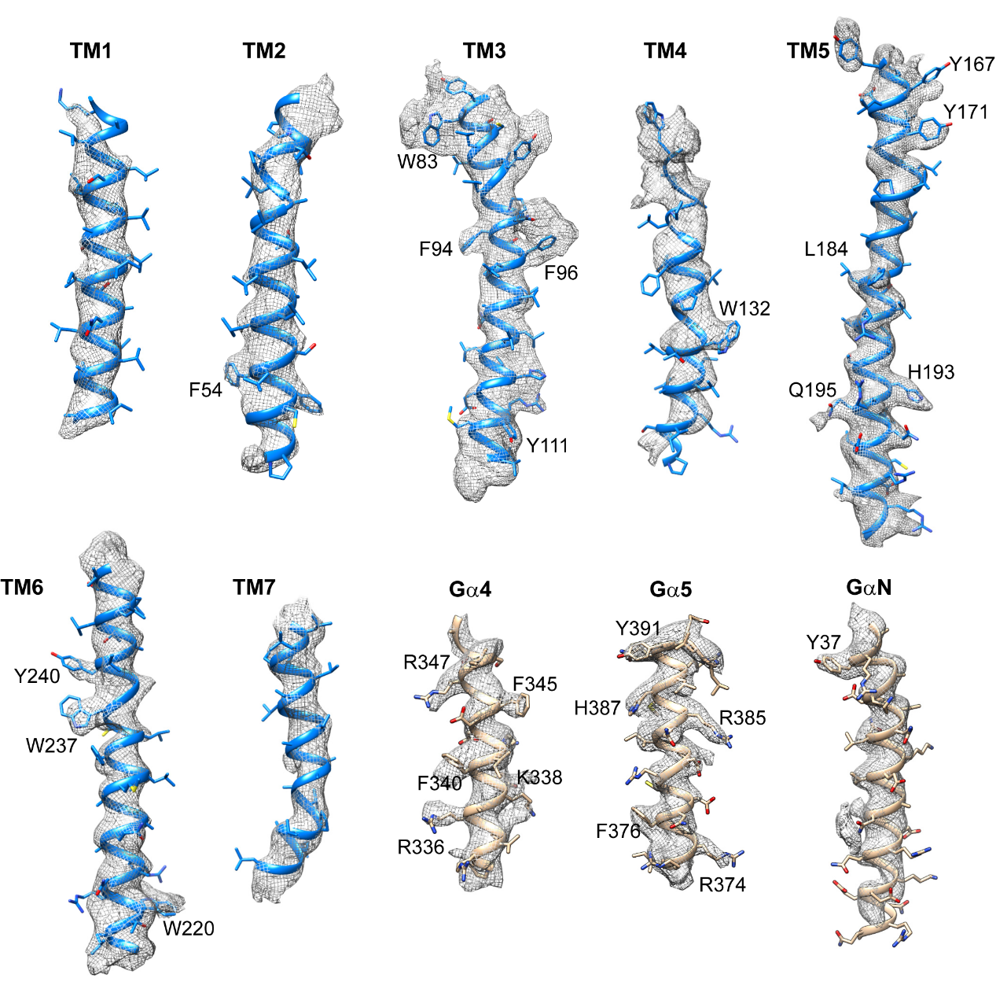 TM1
TM2
TM3
TM4
TM5
Y167
Y171
W83
F94
F96
L184
W132
F54
Q195
H193
Y111
TM6
TM7
Gα4
Gα5
GαN
Y391
Y37
R347
F345
Y240
H387
R385
W237
F340
K338
F376
R336
R374
W220